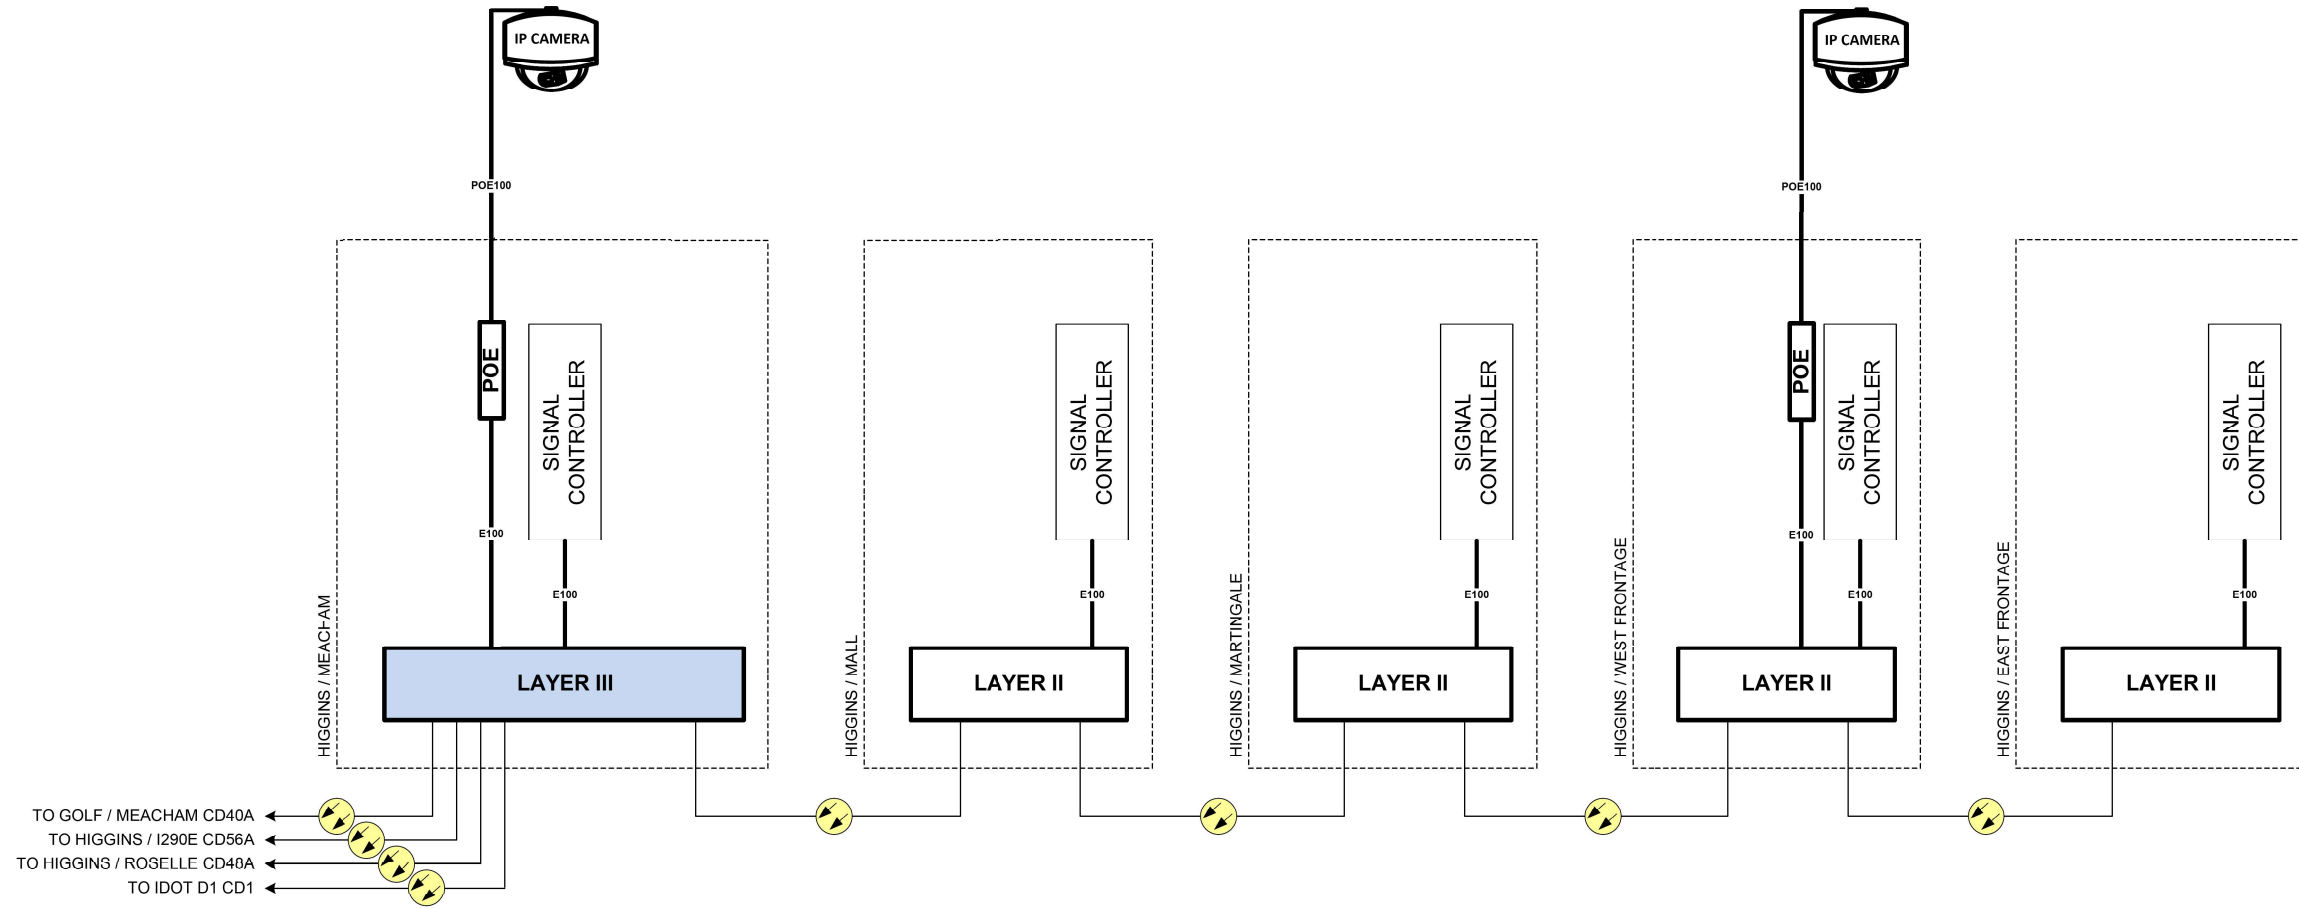 IP CAMERA
IP CAMERA
POE100
POE100
POE
SIGNAL
CONTROLLER
E100
E100
HIGGINS / MEACHAM
LAYER III
SIGNAL
CONTROLLER
E100
HIGGINS / MALL
LAYER II
SIGNAL
CONTROLLER
E100
HIGGINS / MARTINGALE
LAYER II
POE
SIGNAL
CONTROLLER
E100
E100
HIGGINS / WEST FRONTAGE
LAYER II
SIGNAL
CONTROLLER
E100
HIGGINS / EAST FRONTAGE
LAYER II
TO GOLF / MEACHAM CD40A
TO HIGGINS / I290E CD56A
TO HIGGINS / ROSELLE CD48A
TO IDOT D1 CD1